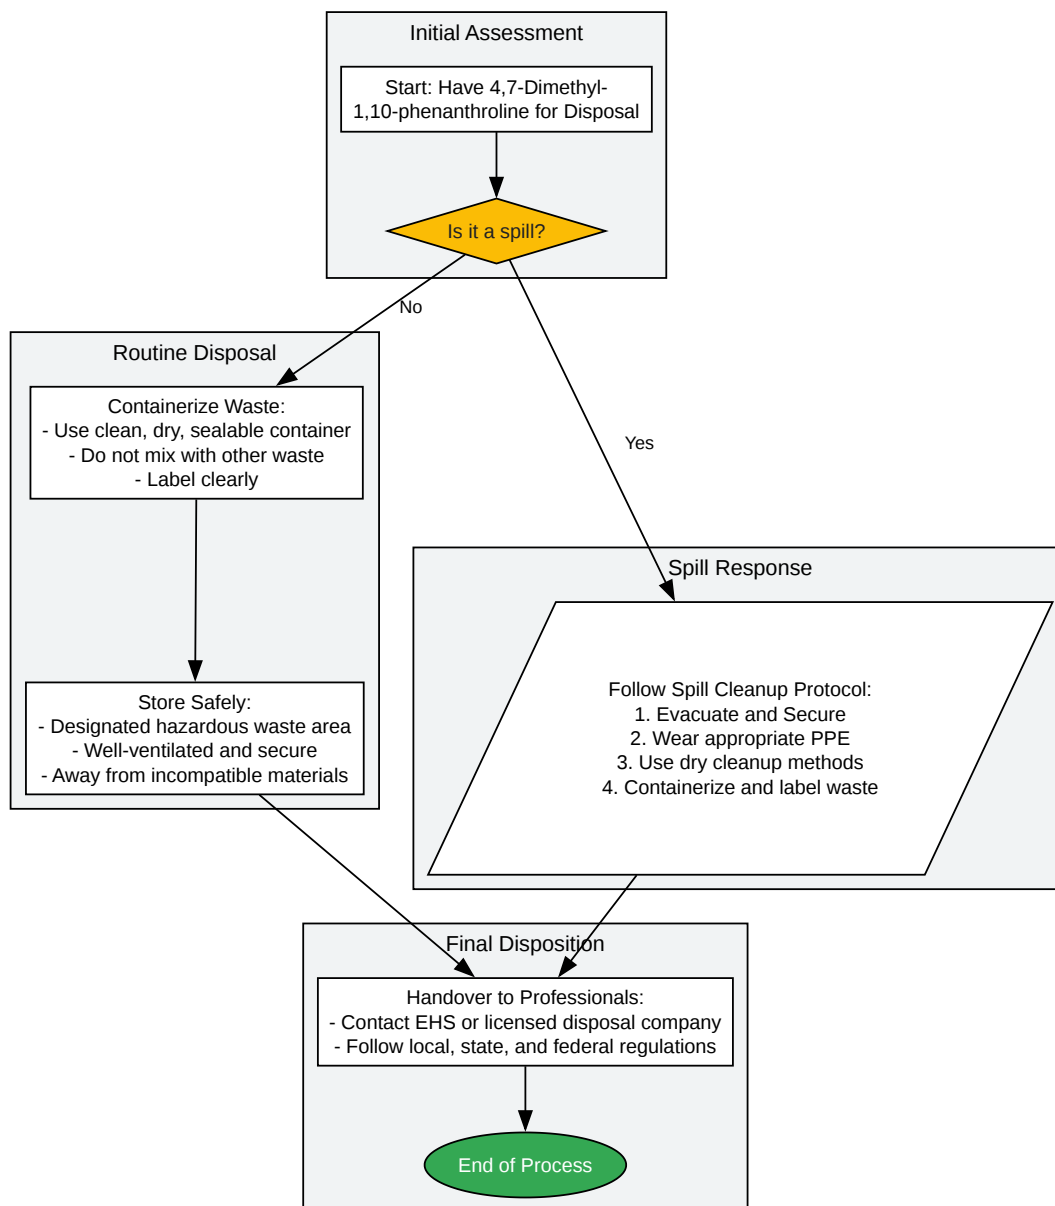 Initial Assessment
Start: Have 4,7-Dimethyl-
1,10-phenanthroline for Disposal
Is it a spill?
No
Yes
Routine Disposal
Containerize Waste:
- Use clean, dry, sealable container
- Do not mix with other waste
- Label clearly
Store Safely:
- Designated hazardous waste area
- Well-ventilated and secure
- Away from incompatible materials
Spill Response
Follow Spill Cleanup Protocol:
1. Evacuate and Secure
2. Wear appropriate PPE
3. Use dry cleanup methods
4. Containerize and label waste
Final Disposition
Handover to Professionals:
- Contact EHS or licensed disposal company
- Follow local, state, and federal regulations
End of Process